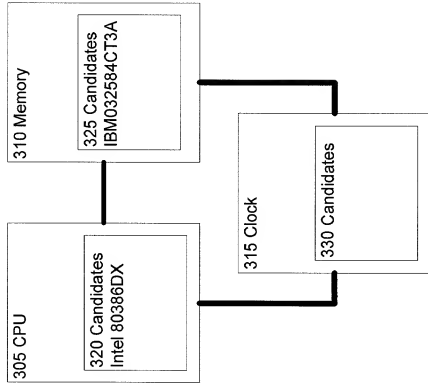 310 Memory
325 Candidates
IBM032584CT3A
305 CPU
320 Candidates
Intel 80386DX
315 Clock
330 Candidates